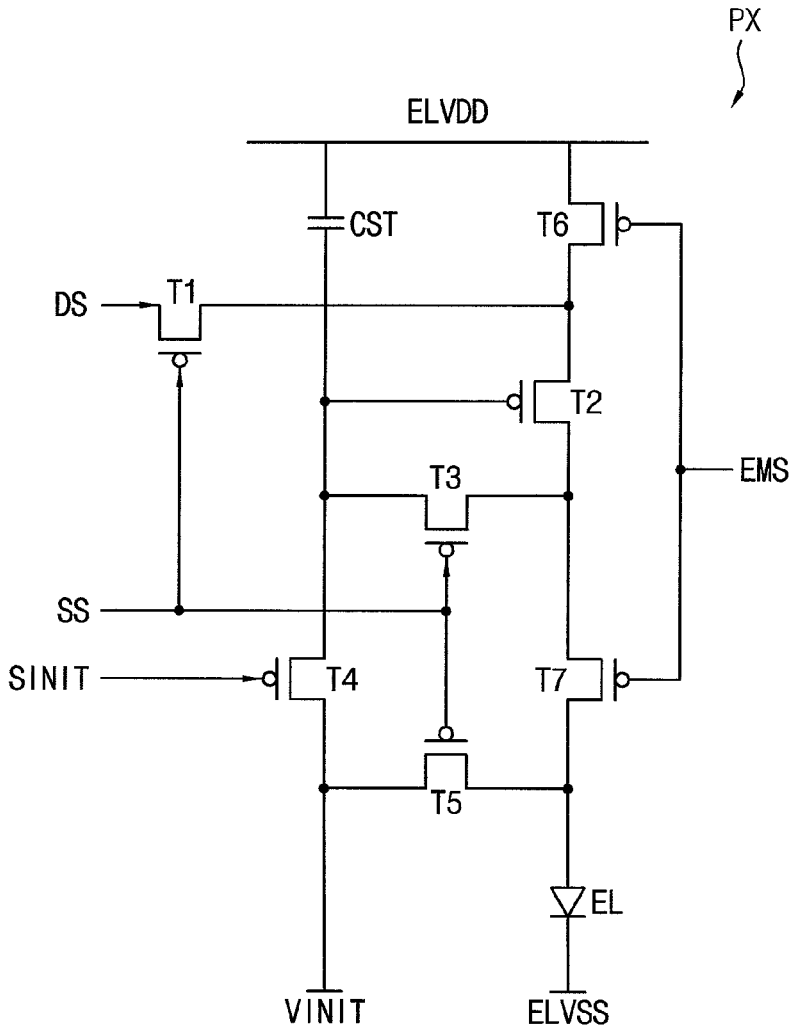 PX
ELVDD
CST
T6
DS
T1
T2
T3
EMS
SS
SINIT
T4
T7
T5
EL
VINIT
ELVSS